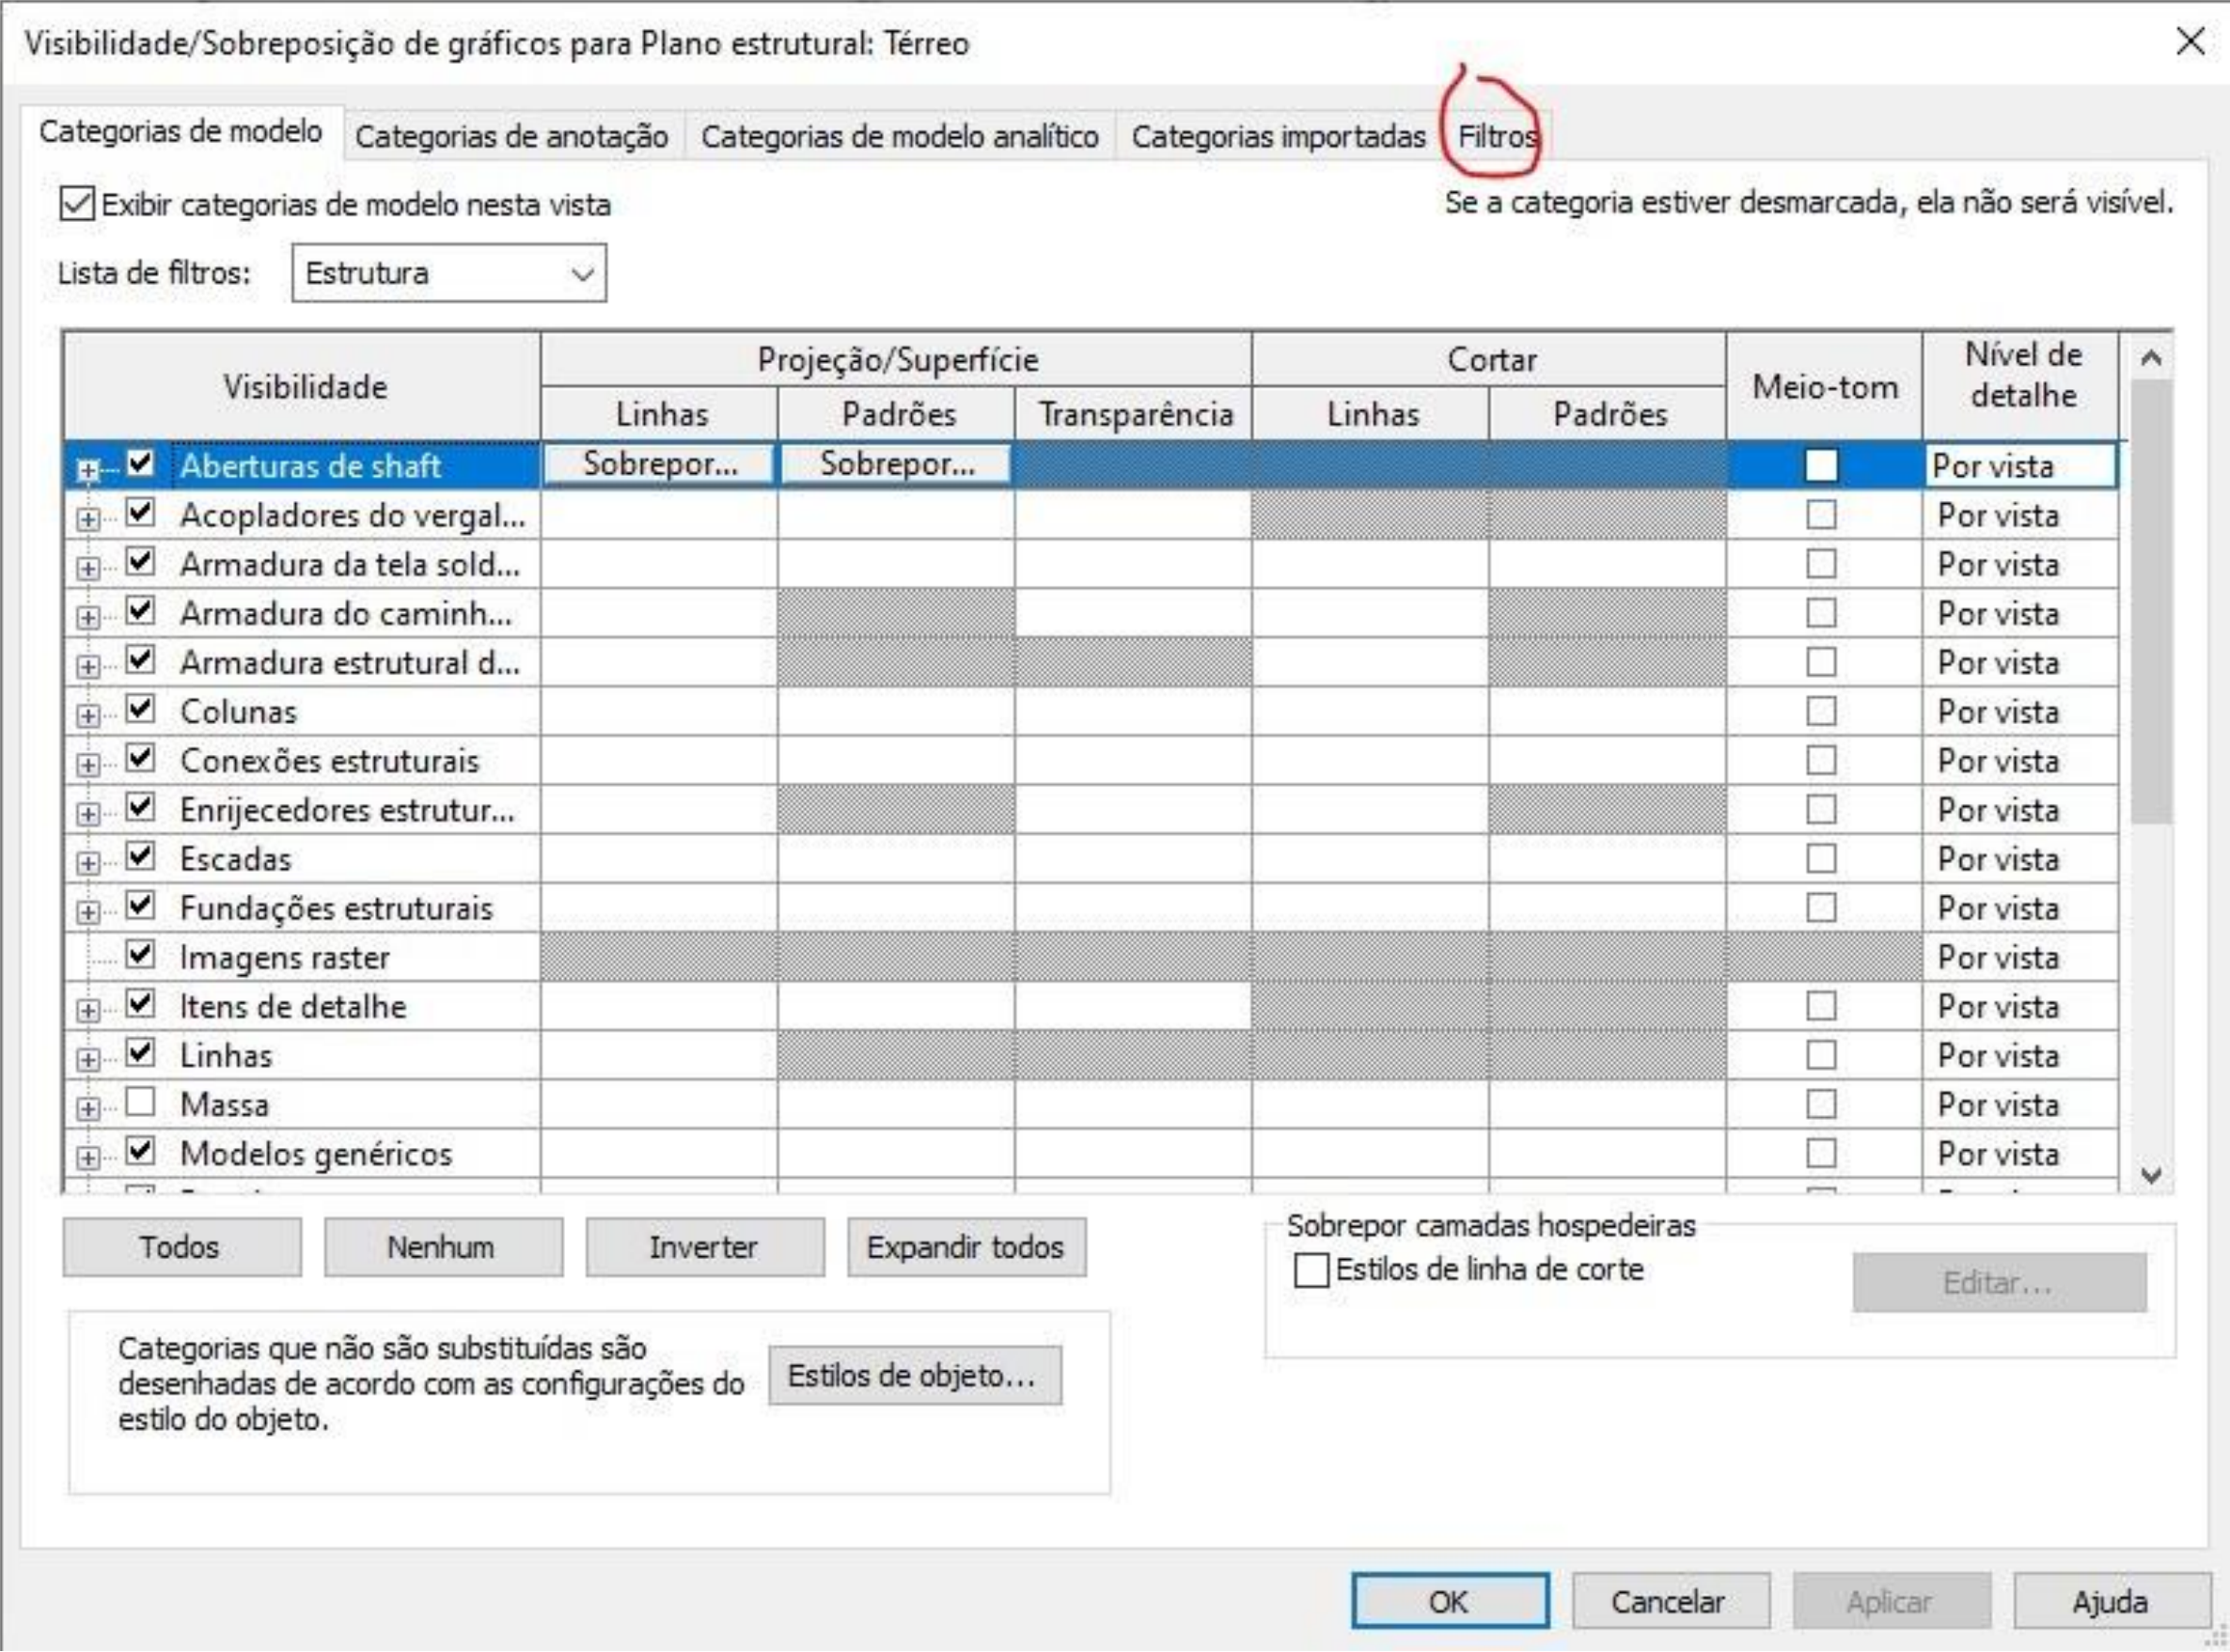 Visibilidade/Sobreposição de gráficos para Plano estrutural: Térreo
Categorias de modelo Categorias de anotação Categorias de modelo analítico Categorias importadas Filtros
Exibir categorias de modelo nesta vista Se a categoria estiver desmarcada, ela não será visível.
Lista de filtros: Estrutura
Visibilidade Projeção/Superfície Cortar Meio-tom Nível de detalhe
Linhas Padrões Transparência Linhas Padrões
Aberturas de shaft Sobrepor... Sobrepor... Por vista
Acopladores do vergal... Por vista
Armadura da tela sold... Por vista
Armadura do caminh... Por vista
Armadura estrutural d... Por vista
Colunas Por vista
Conexões estruturais Por vista
Enrijecedores estrutur... Por vista
Escadas Por vista
Fundações estruturais Por vista
Imagens raster Por vista
Itens de detalhe Por vista
Linhas Por vista
Massa Por vista
Modelos genéricos Por vista
Todos Nenhum Inverter Expandir todos
Sobrepor camadas hospedeiras
Estilos de linha de corte Editar...
Categorias que não são substituídas são
desenhadas de acordo com as configurações do
estilo do objeto.
Estilos de objeto...
OK Cancelar Aplicar Ajuda